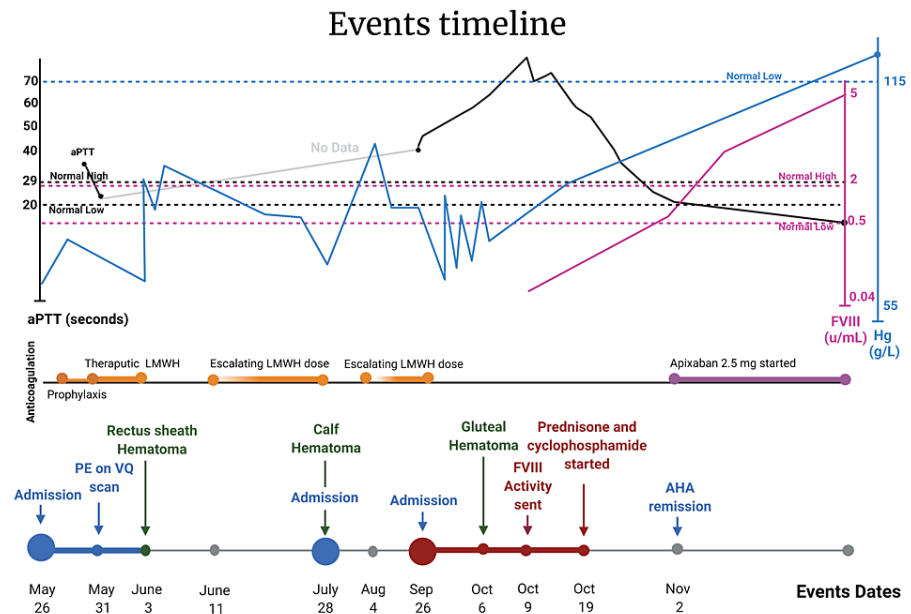 Events timeline
70
60
50
40
29
20
aPTT
No Data
Normal High
Normal Low
Normal Low
115
5
Normal High
2
0.5
Normal Low
0.04
55
aPTT (seconds)
FVIII
(u/mL)
Hg
(g/L)
Anticoagulation
Theraputic LMWH
Prophylaxis
Escalating LMWH dose
Escalating LMWH dose
Apixaban 2.5 mg started
Admission
PE on VQ
scan
Rectus sheath
Hematoma
Calf
Hematoma
Admission
Admission
Gluteal
Hematoma
FVIII
Activity
sent
Prednisone and
cyclophosphamide
started
AHA
remission
May
26
May
31
June
3
June
11
July
28
Aug
4
Sep
26
Oct
6
Oct
9
Oct
19
Nov
2
Events Dates